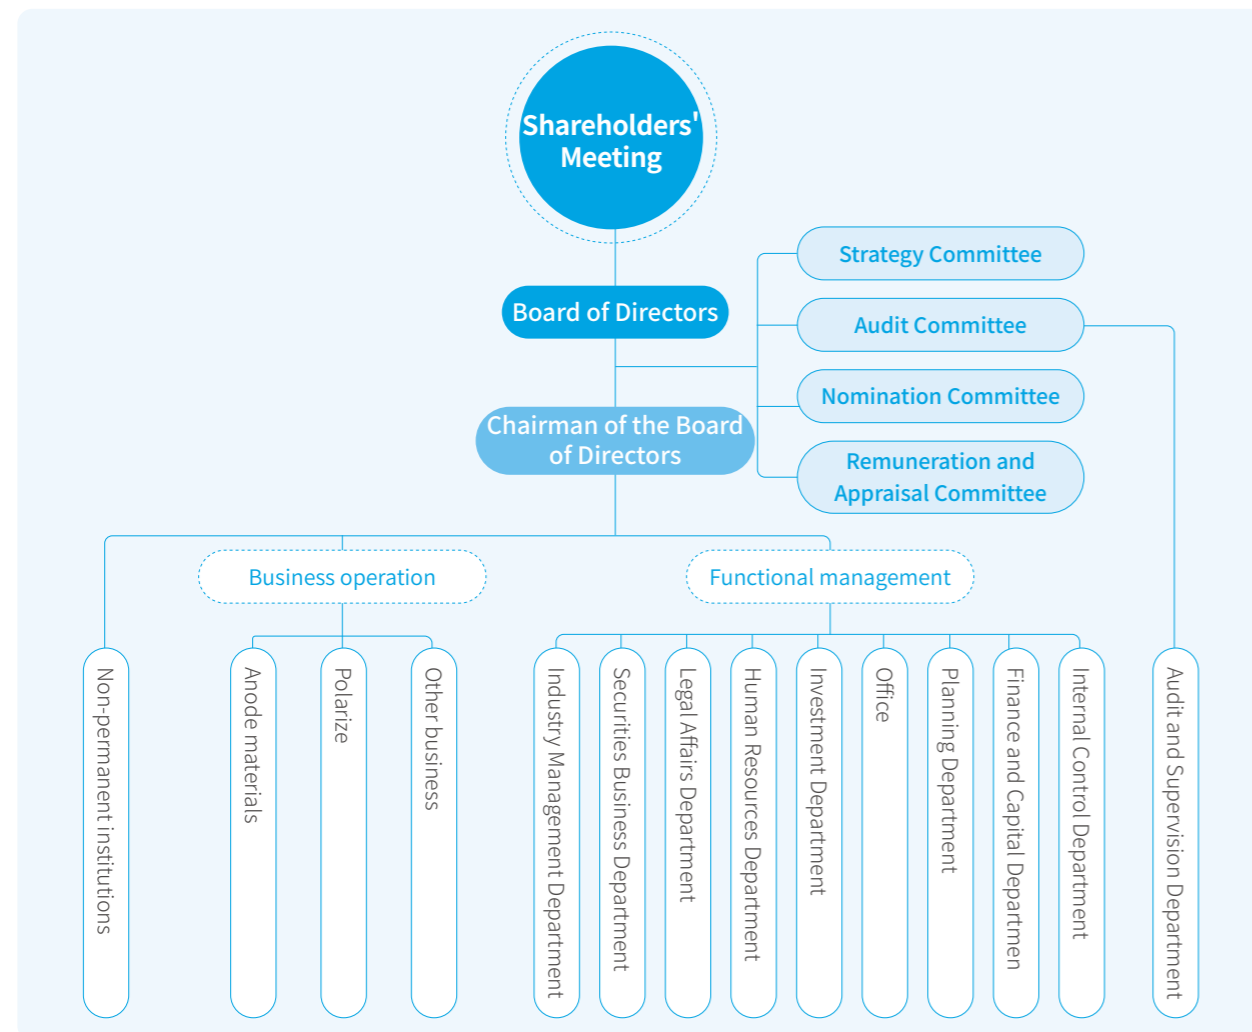 Shareholders'
Meeting
Board of Directors
Chairman of the Board
of Directors
Strategy Committee
Audit Committee
Nomination Committee
Remuneration and
Appraisal Committee
Business operation
Functional management
Non-permanent institutions
Anode materials
Polarize
Other business
Industry Management Department
Securities Business Department
Legal Affairs Department
Human Resources Department
Investment Department
Office
Planning Department
Finance and Capital Departmen
Internal Control Department
Audit and Supervision Department